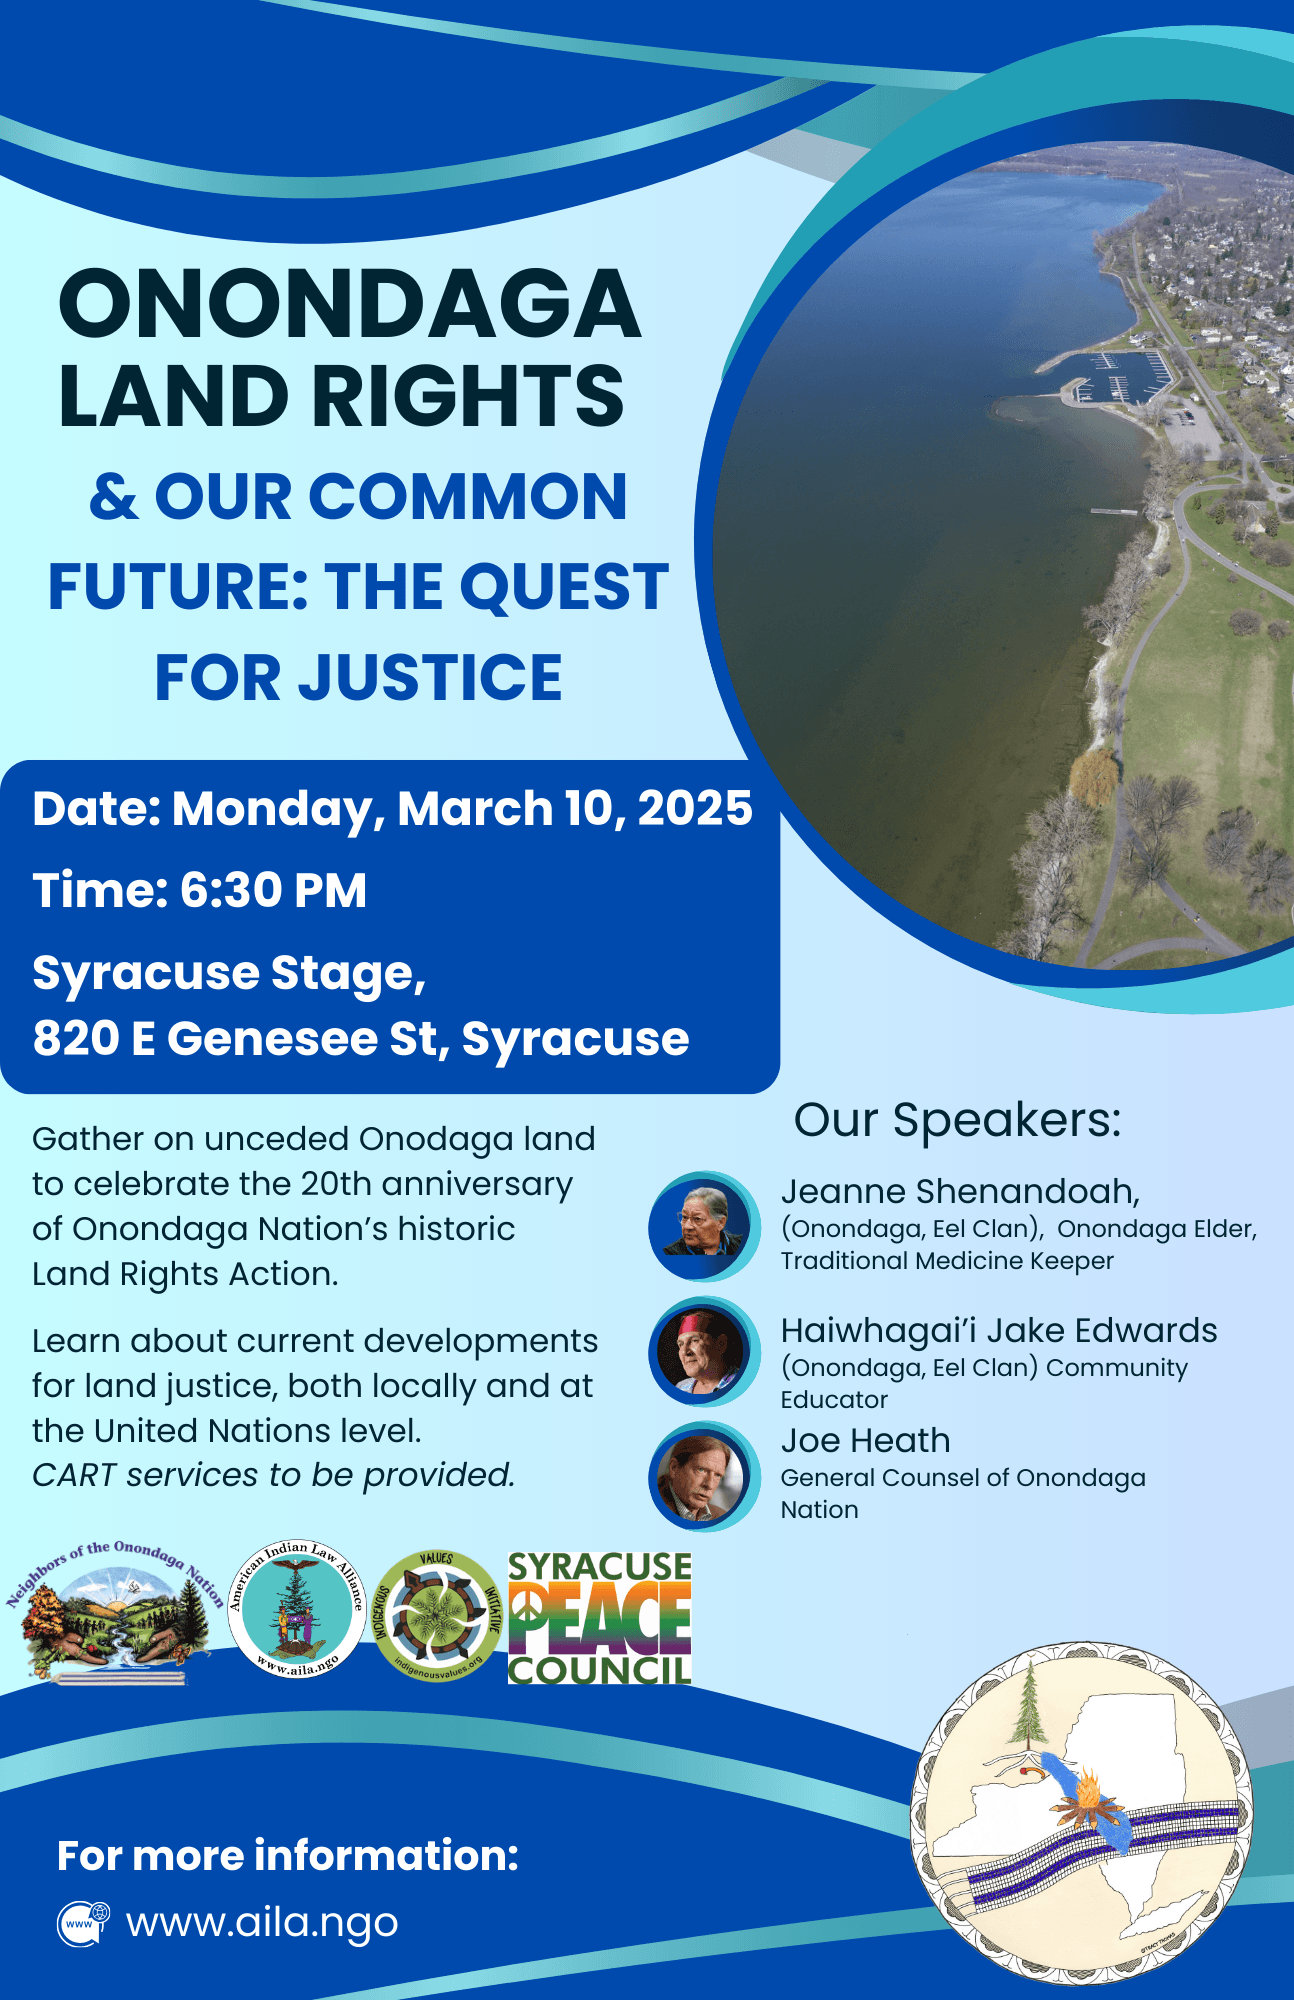 ONONDAGA
LAND RIGHTS
& OUR COMMON
FUTURE: THE QUEST
FOR JUSTICE
Date: Monday, March 10, 2025
Time: 6:30 PM
Syracuse Stage,
820 E Genesee St, Syracuse
Gather on unceded Onodaga land
to celebrate the 20th anniversary
of Onondaga Nation’s historic
Land Rights Action.
Learn about current developments
for land justice, both locally and at
the United Nations level.
CART services to be provided.
Our Speakers:
Jeanne Shenandoah,
(Onondaga, Eel Clan), Onondaga Elder,
Traditional Medicine Keeper
Haiwhagai’i Jake Edwards
(Onondaga, Eel Clan) Community
Educator
Joe Heath
General Counsel of Onondaga
Nation
Neighbors of the Onondaga Nation
American Indian Law Alliance
www.aila.ngo
INDIGENOUS VALUES INITIATIVE
indigenousvalues.org
SYRACUSE
PEACE
COUNCIL
For more information:
www
www.aila.ngo
©TRACY THOMAS